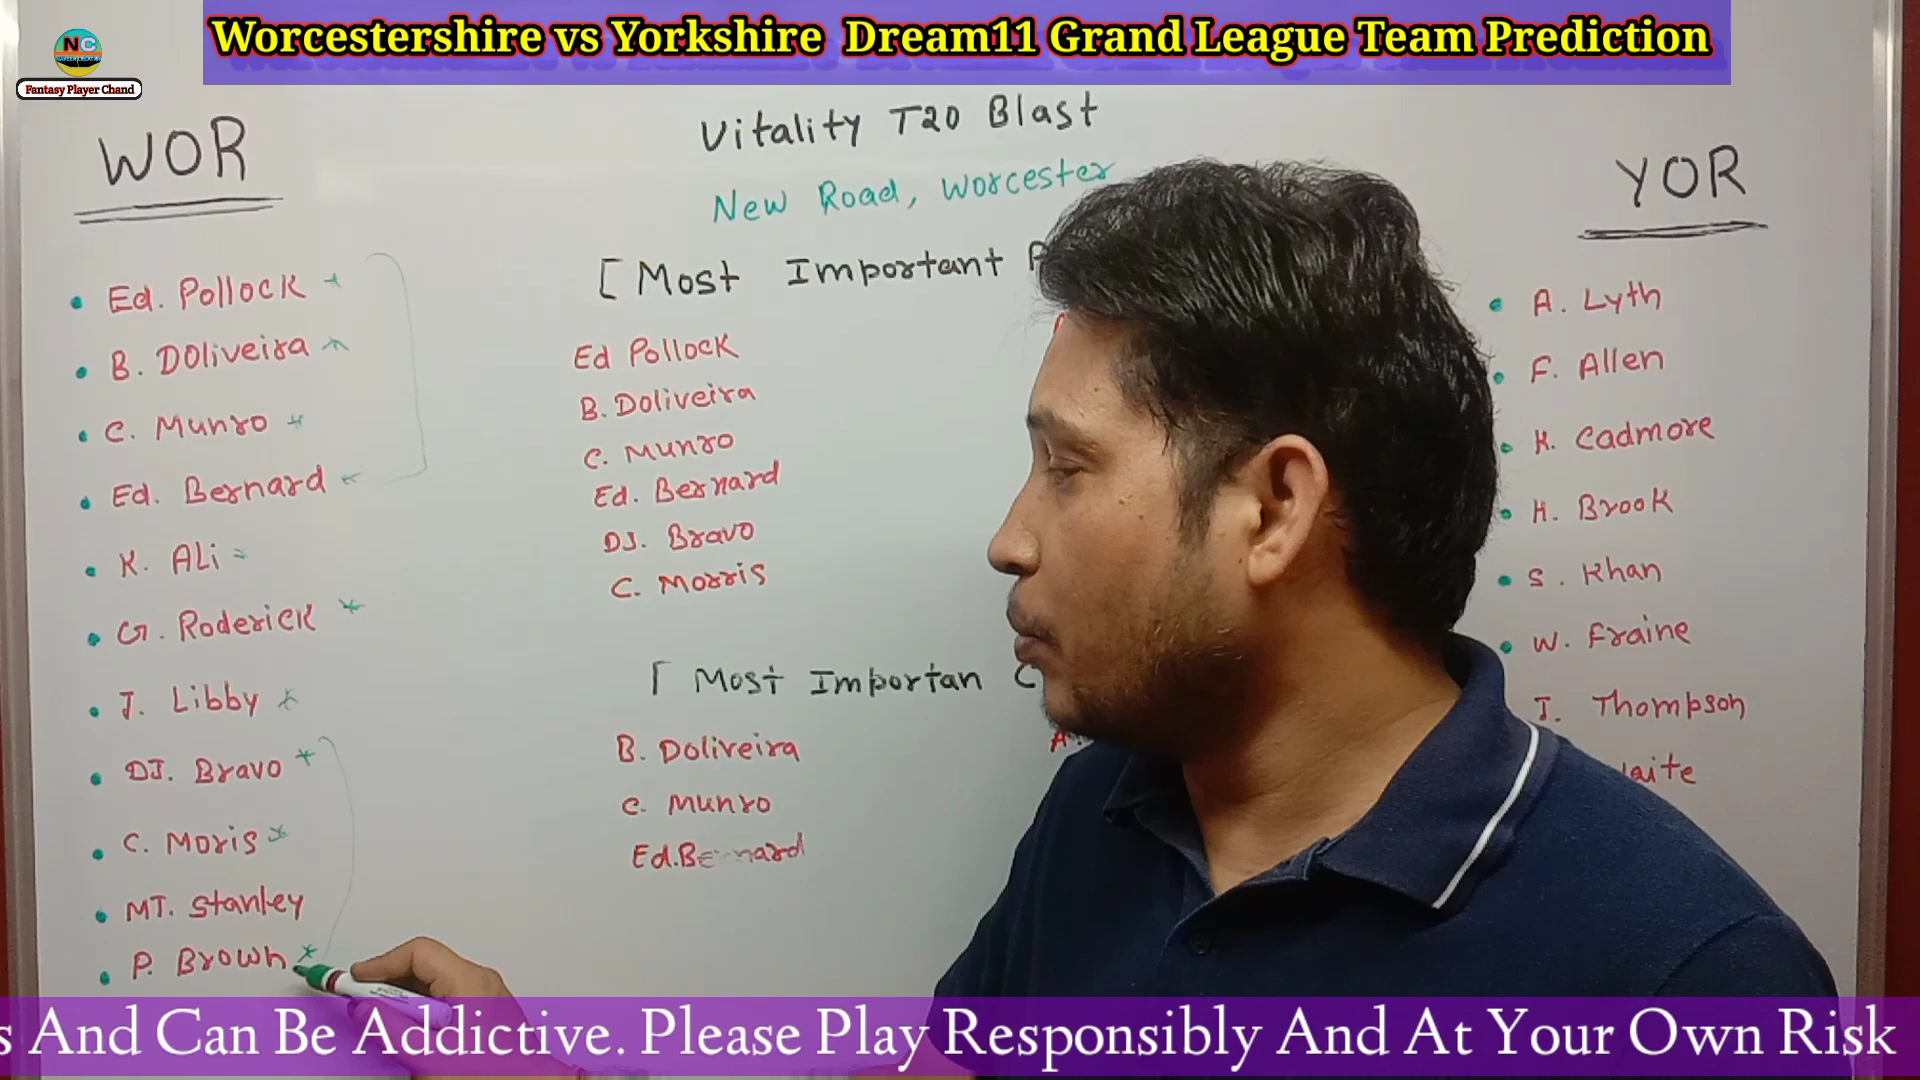 Worcestershire vs Yorkshire Dream11 Grand League Team Prediction
NC
Fantasy Player Chand
WOR
Vitality T20 Blast
New Road, Worcester
YOR
[ Most Important
Ed. Pollock
B. DOliveira
C. Munro
Ed. Bernard
K. Ali
G. Roderick
J. Libby
DJ. Bravo
C. Moris
MT. Stanley
P. Brown
Ed Pollock
B. Doliveira
C. Munro
Ed. Bernard
DJ. Bravo
C. Morris
[ Most Importan C
B. Doliveira
C. Munro
Ed. Bernard
A. Lyth
F. Allen
K. Cadmore
H. Brook
S. Khan
W. Fraine
J. Thompson
aite
s And Can Be Addictive. Please Play Responsibly And At Your Own Risk